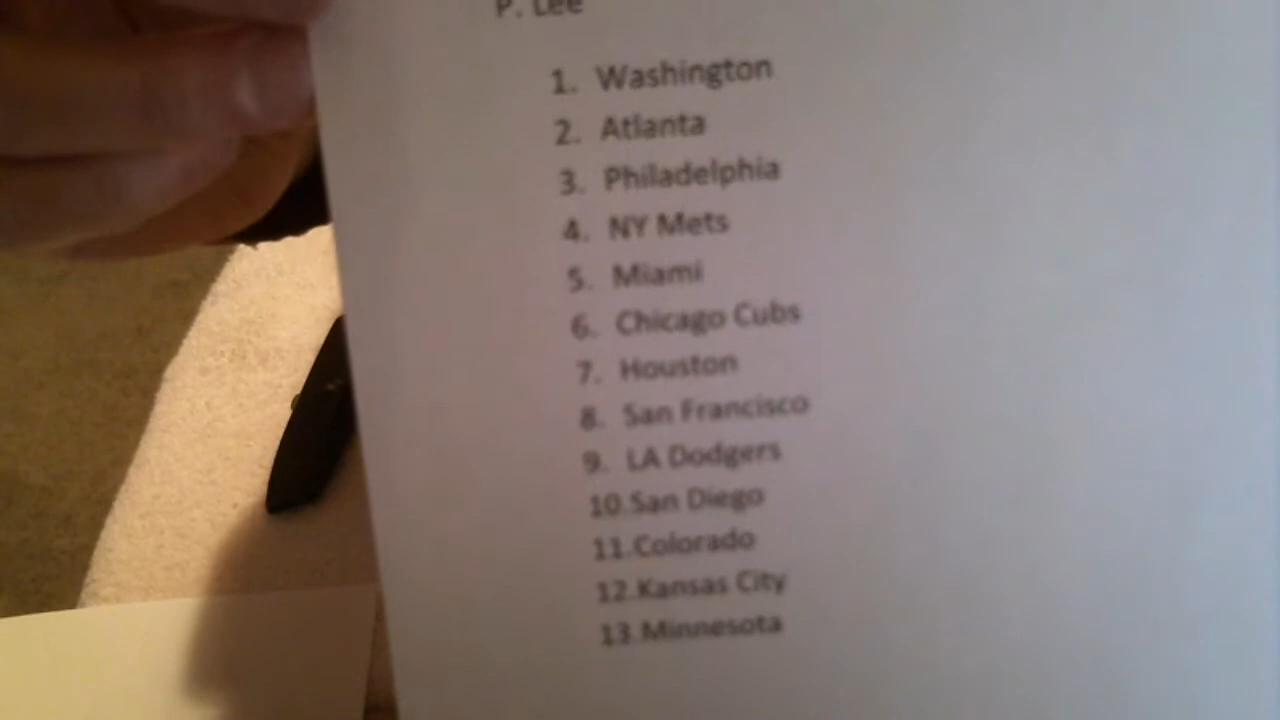 P. Lee
1. Washington
2. Atlanta
3. Philadelphia
4. NY Mets
5. Miami
6. Chicago Cubs
7. Houston
8. San Francisco
9. LA Dodgers
10.San Diego
11.Colorado
12.Kansas City
13.Minnesota